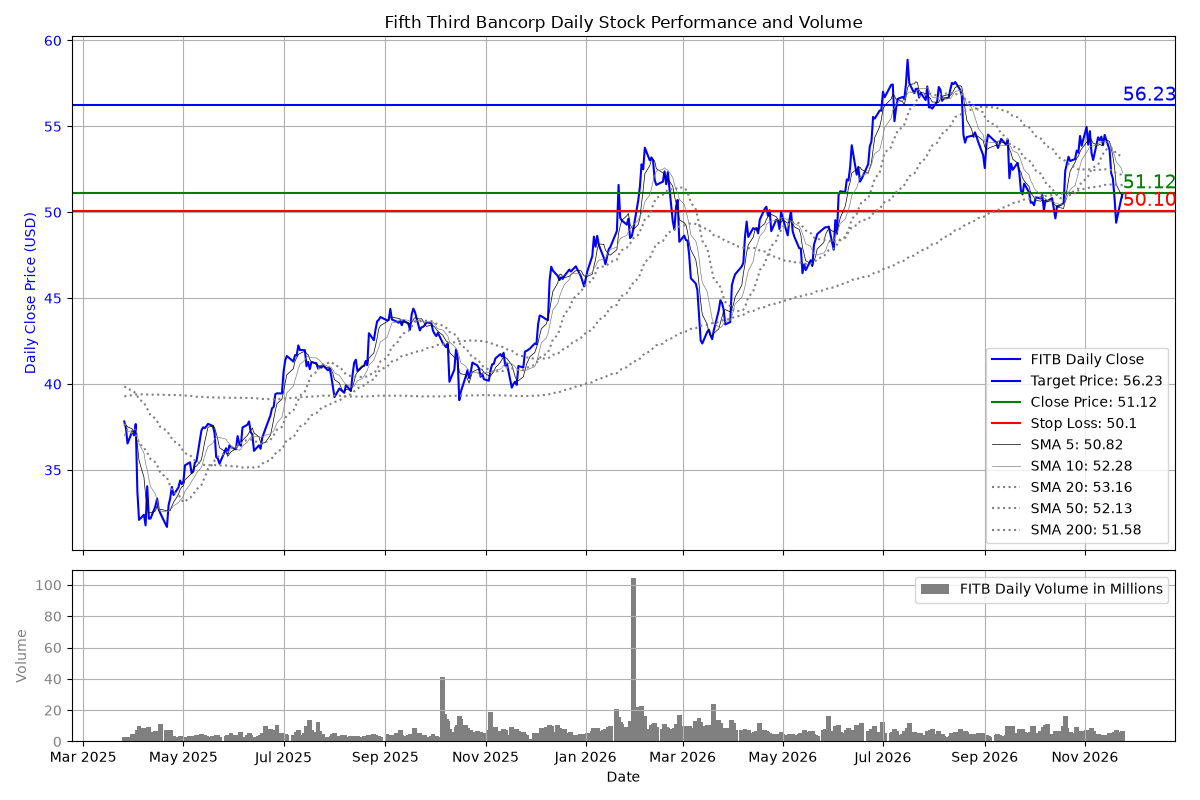 Fifth Third Bancorp Daily Stock Performance and Volume
Daily Close Price (USD)
60
55
50
45
40
35
56.23
51.12
50.10
FITB Daily Close
Target Price: 56.23
Close Price: 51.12
Stop Loss: 50.1
SMA 5: 50.82
SMA 10: 52.28
SMA 20: 53.16
SMA 50: 52.13
SMA 200: 51.58
Volume
100
80
60
40
20
0
FITB Daily Volume in Millions
Mar 2025 May 2025 Jul 2025 Sep 2025 Nov 2025 Jan 2026 Mar 2026 May 2026 Jul 2026 Sep 2026 Nov 2026
Date